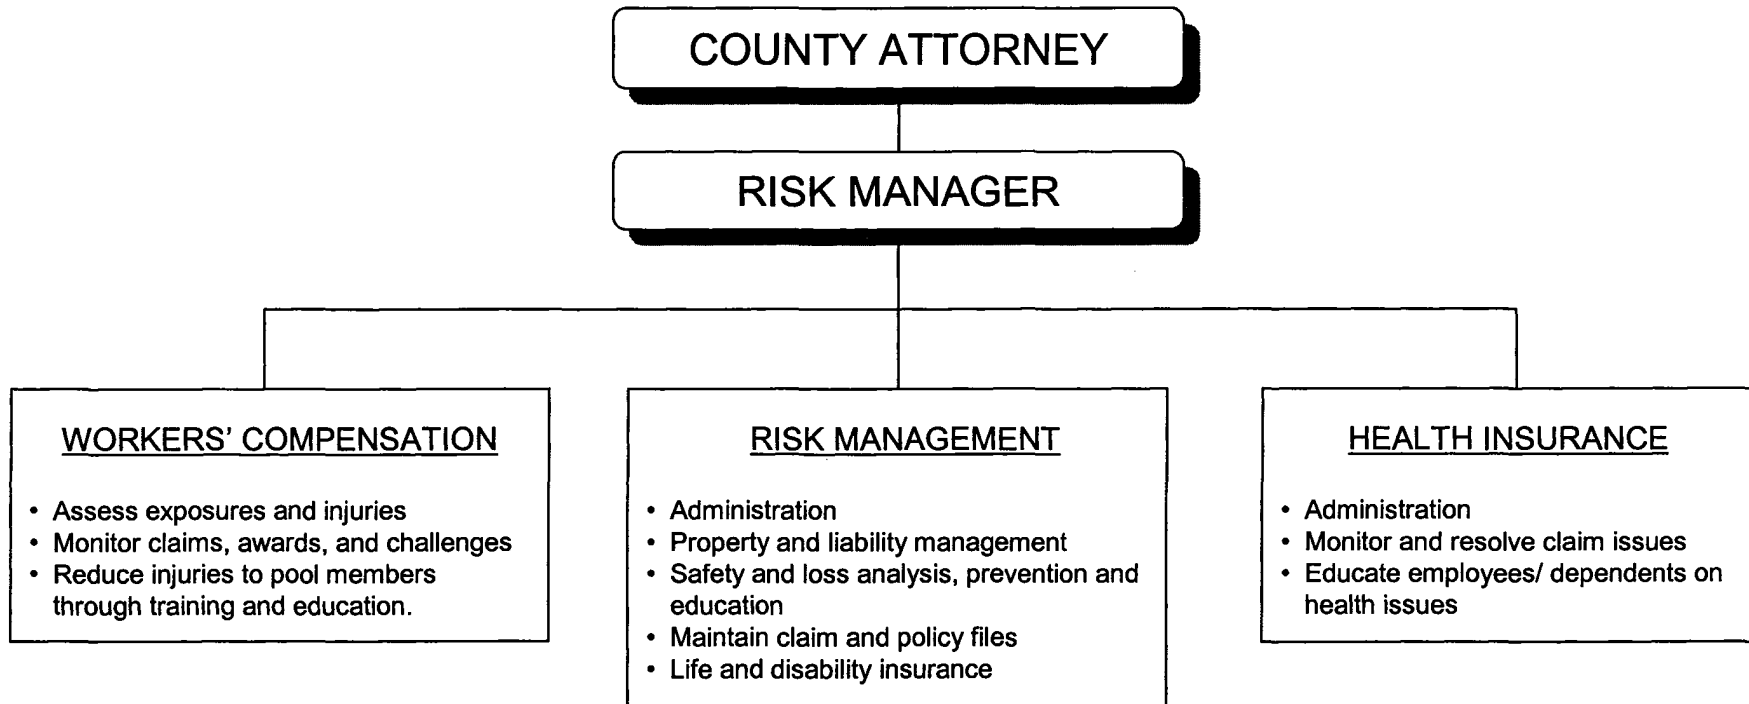 COUNTY ATTORNEY
RISK MANAGER
WORKERS' COMPENSATION
• Assess exposures and injuries
• Monitor claims, awards, and challenges
• Reduce injuries to pool members
through training and education.
RISK MANAGEMENT
• Administration
• Property and liability management
• Safety and loss analysis, prevention and
education
• Maintain claim and policy files
• Life and disability insurance
HEALTH INSURANCE
• Administration
• Monitor and resolve claim issues
• Educate employees/ dependents on
health issues